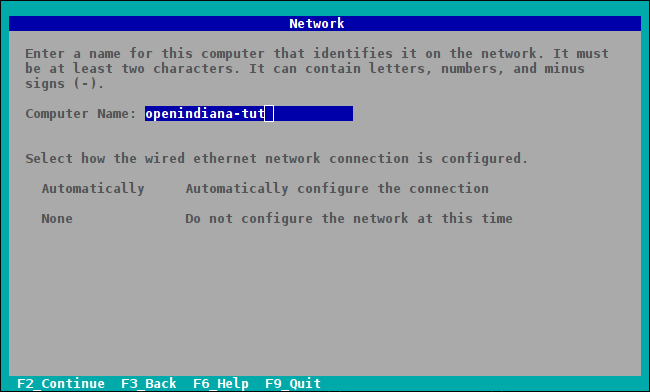 Network
Enter a name for this computer that identifies it on the network. It must
be at least two characters. It can contain letters, numbers, and minus
signs (-).
Computer Name: openindiana-tut
Select how the wired ethernet network connection is configured.
Automatically Automatically configure the connection
None Do not configure the network at this time
F2_Continue F3_Back F6_Help F9_Quit